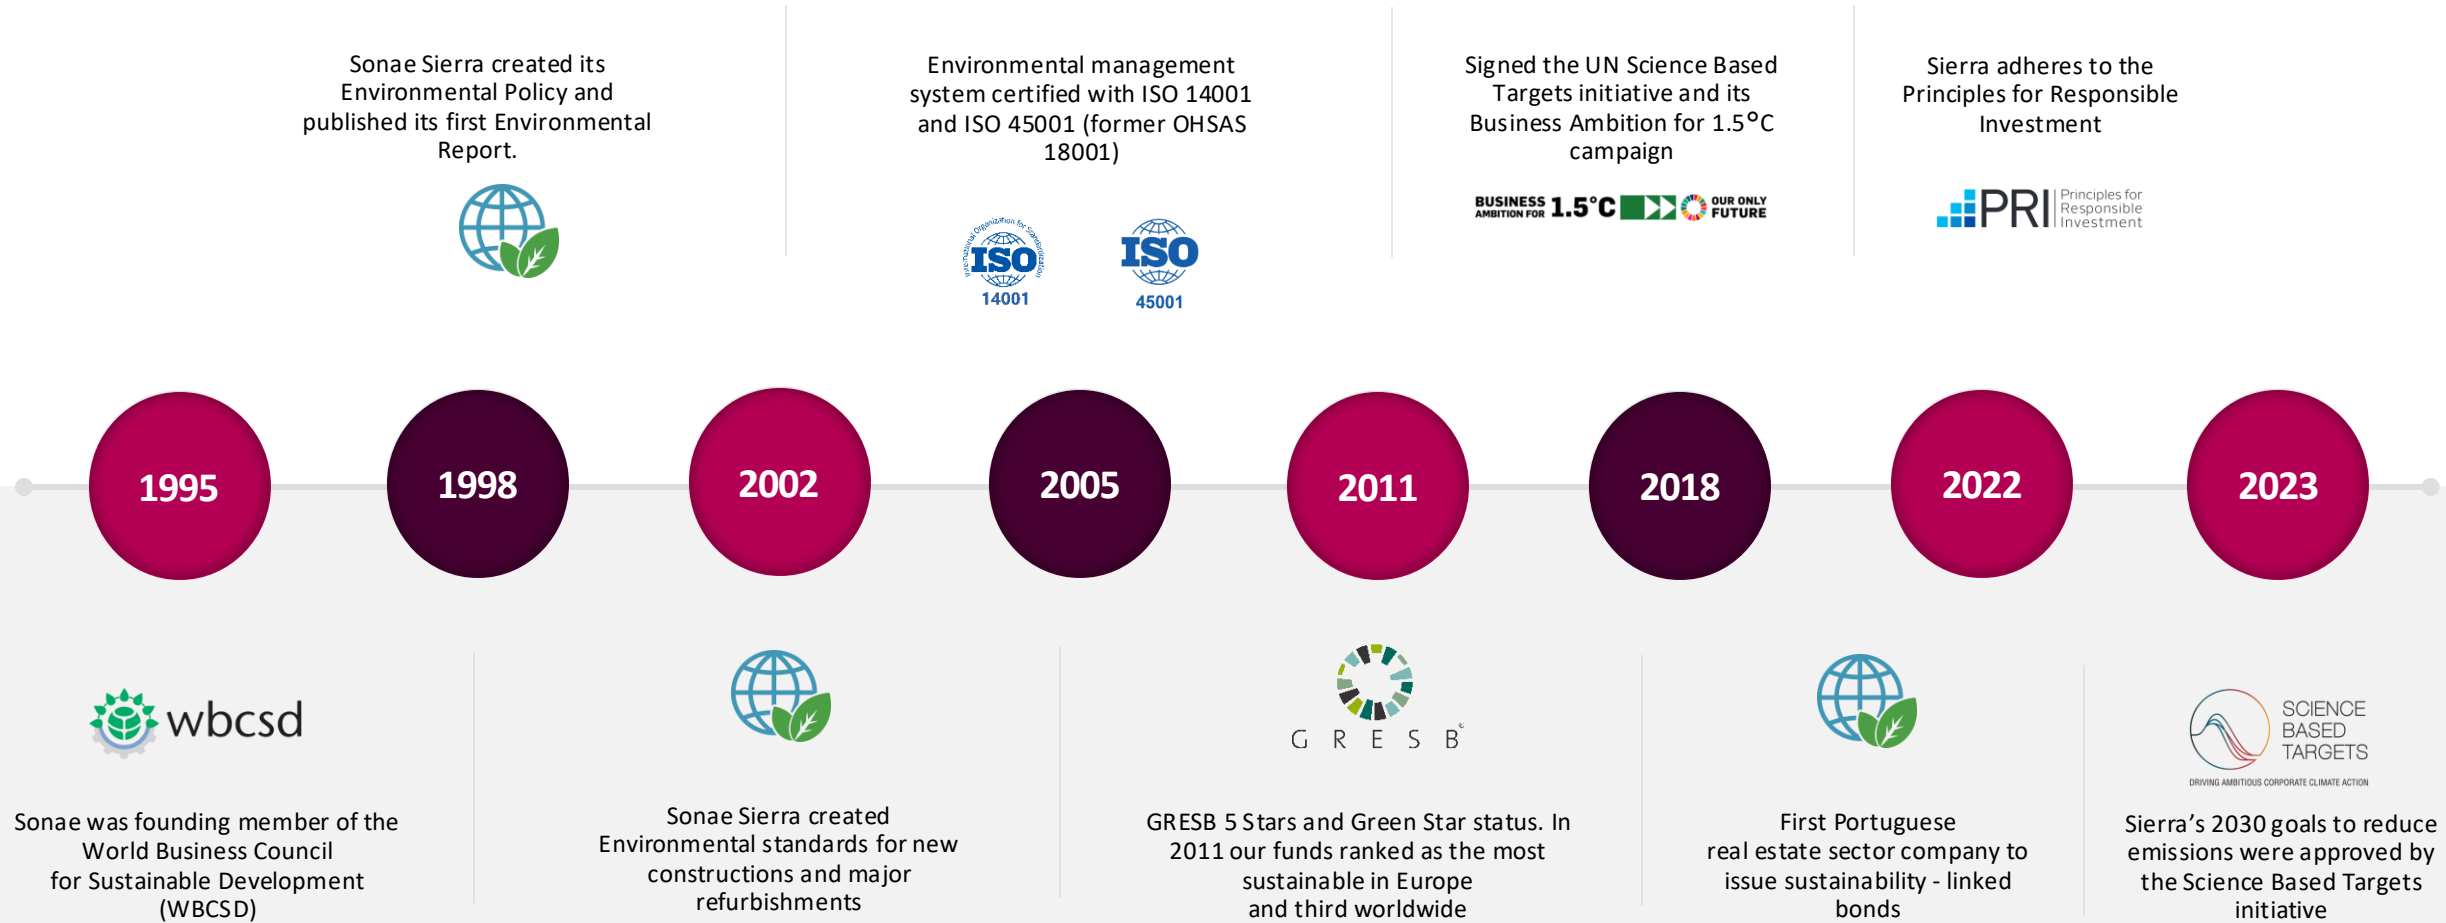 Sonae Sierra created its
Environmental Policy and
published its first Environmental
Report.
Environmental management
system certified with ISO 14001
and ISO 45001 (former OHSAS
18001)
International Organization for Standardization
ISO
14001
ISO
45001
Signed the UN Science Based
Targets initiative and its
Business Ambition for 1.5°C
campaign
BUSINESS
AMBITION FOR
1.5°C
OUR ONLY
FUTURE
Sierra adheres to the
Principles for Responsible
Investment
PRI
Principles for
Responsible
Investment
1995
1998
2002
2005
2011
2018
2022
2023
wbcsd
Sonae was founding member of the
World Business Council
for Sustainable Development
(WBCSD)
Sonae Sierra created
Environmental standards for new
constructions and major
refurbishments
GRESB®
GRESB 5 Stars and Green Star status. In
2011 our funds ranked as the most
sustainable in Europe
and third worldwide
First Portuguese
real estate sector company to
issue sustainability - linked
bonds
SCIENCE
BASED
TARGETS
DRIVING AMBITIOUS CORPORATE CLIMATE ACTION
Sierra’s 2030 goals to reduce
emissions were approved by
the Science Based Targets
initiative